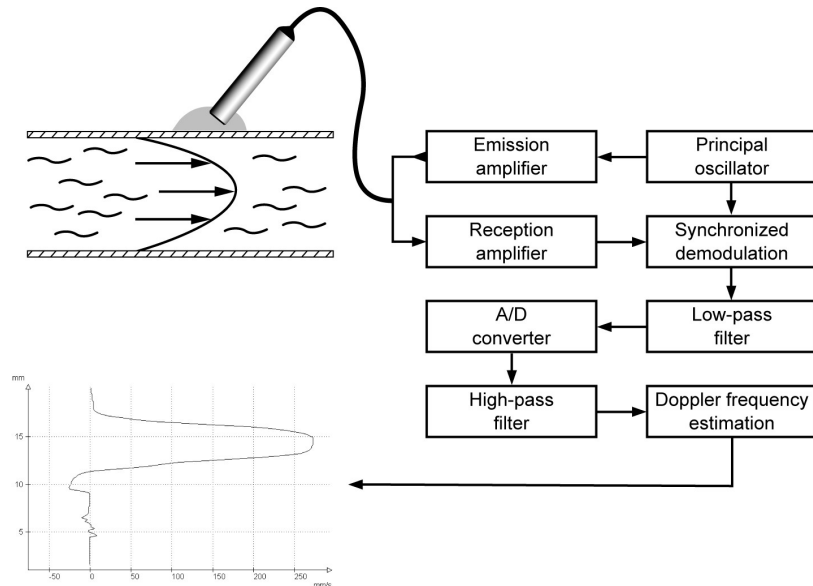 Emission
amplifier
Principal
oscillator
Reception
amplifier
Synchronized
demodulation
A/D
converter
Low-pass
filter
High-pass
filter
Doppler frequency
estimation
mm
15
10
5
-50
0
50
100
150
200
250
mm/s